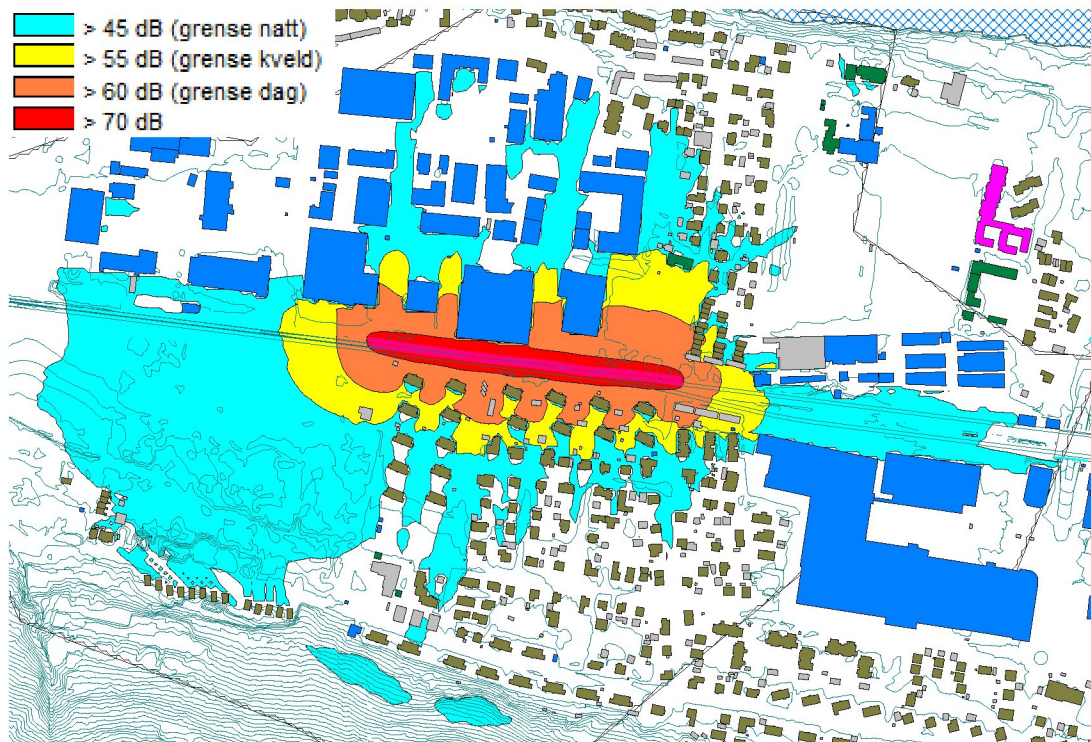 > 45 dB (grense natt)
> 55 dB (grense kveld)
> 60 dB (grense dag)
> 70 dB